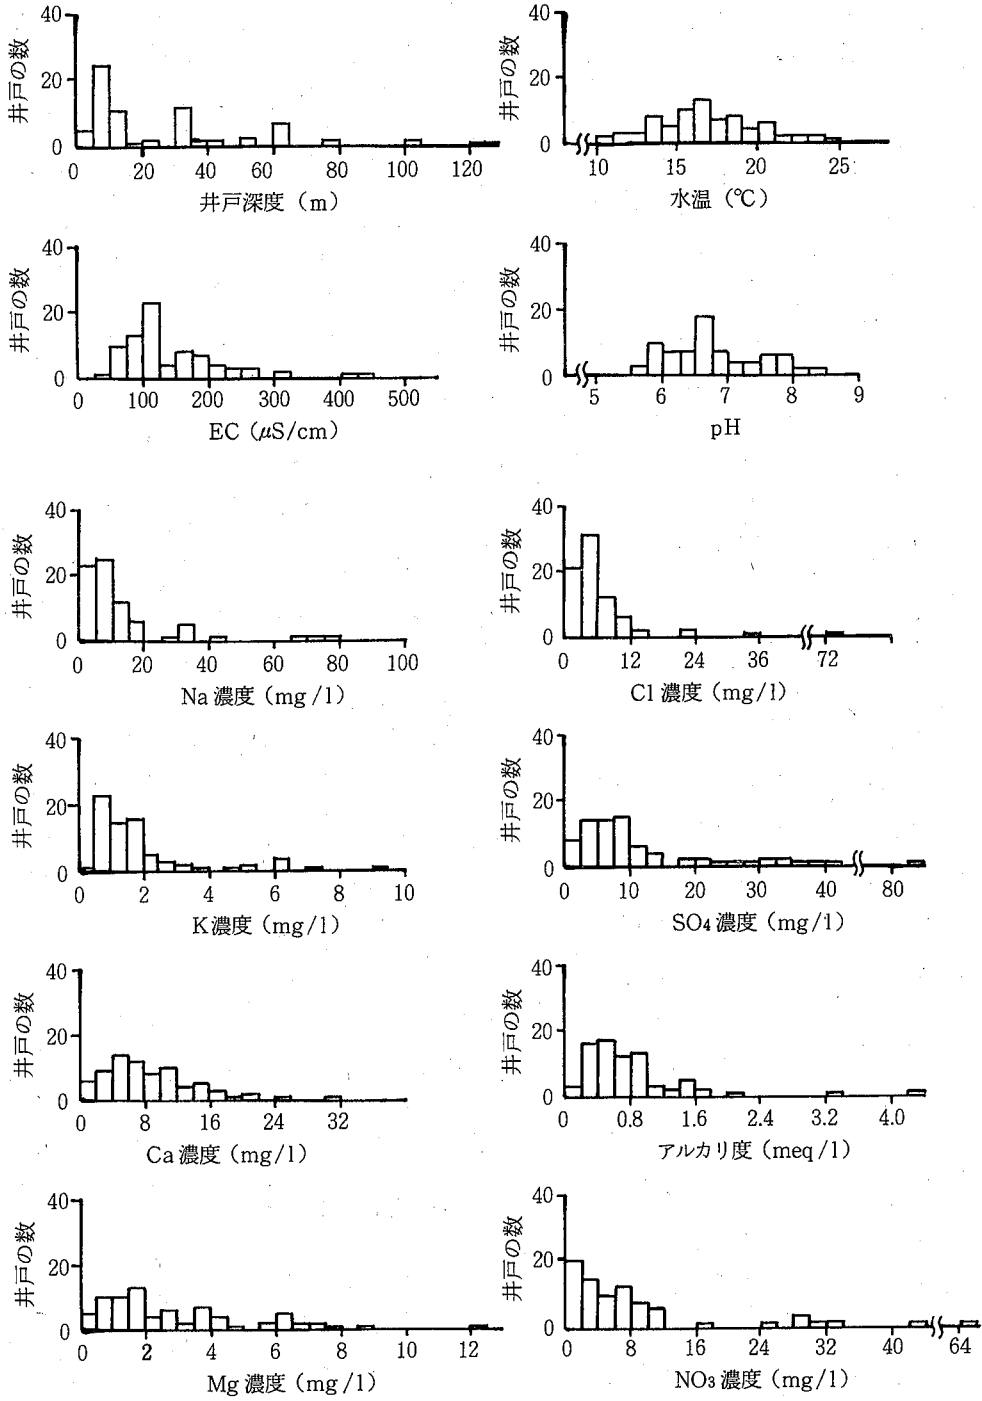 井戸の数
40
20
0
0 20 40 60 80 100 120
井戸深度 (m)
井戸の数
40
20
0
10 15 20 25
水温 (℃)
井戸の数
40
20
0
100 200 300 400 500
EC (μS/cm)
井戸の数
40
20
0
5 6 7 8 9
pH
井戸の数
40
20
0
0 20 40 60 80 100
Na 濃度 (mg/l)
井戸の数
40
20
0
0 12 24 36 72
Cl 濃度 (mg/l)
井戸の数
40
20
0
0 2 4 6 8 10
K濃度 (mg/l)
井戸の数
40
20
0
0 10 20 30 40 80
SO4 濃度 (mg/l)
井戸の数
40
20
0
0 8 16 24 32
Ca 濃度 (mg/l)
井戸の数
40
20
0
0 0.8 1.6 2.4 3.2 4.0
アルカリ度 (meq/l)
井戸の数
40
20
0
0 2 4 6 8 10 12
Mg 濃度 (mg/l)
井戸の数
40
20
0
0 8 16 24 32 40 64
NO3 濃度 (mg/l)